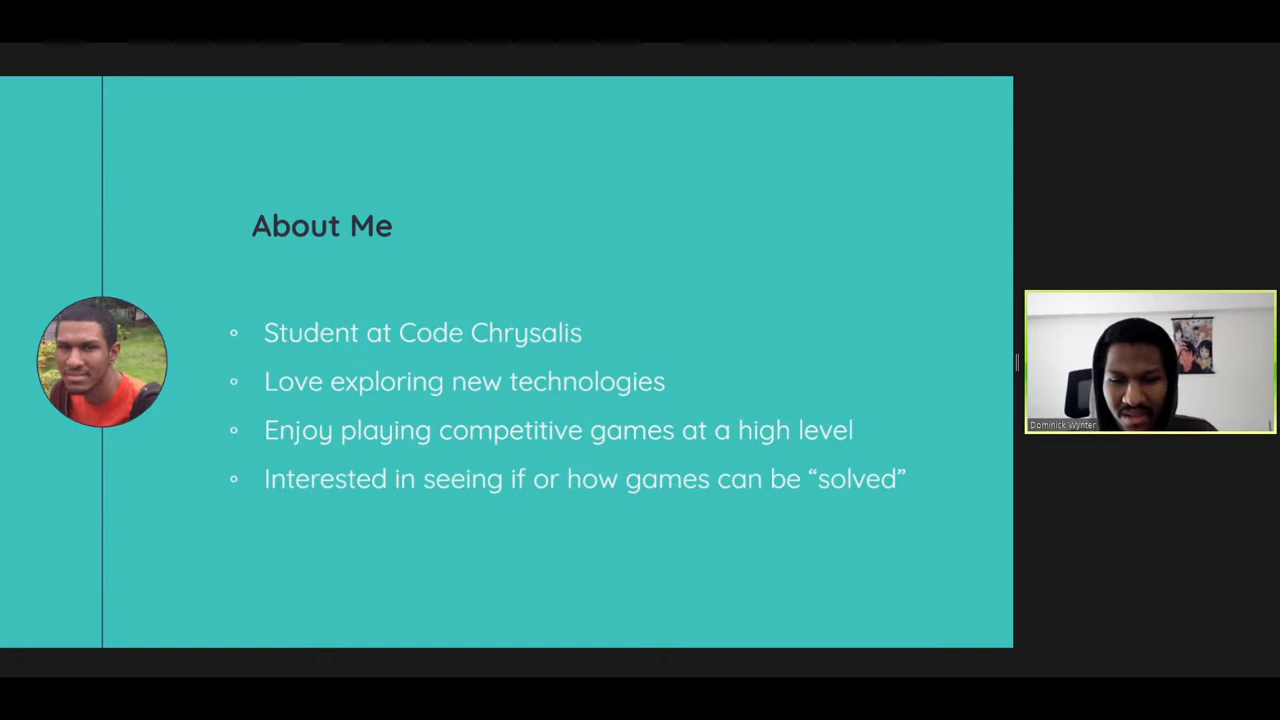 About Me
Student at Code Chrysalis
Love exploring new technologies
Enjoy playing competitive games at a high level
Interested in seeing if or how games can be “solved”
Dominick Wynter